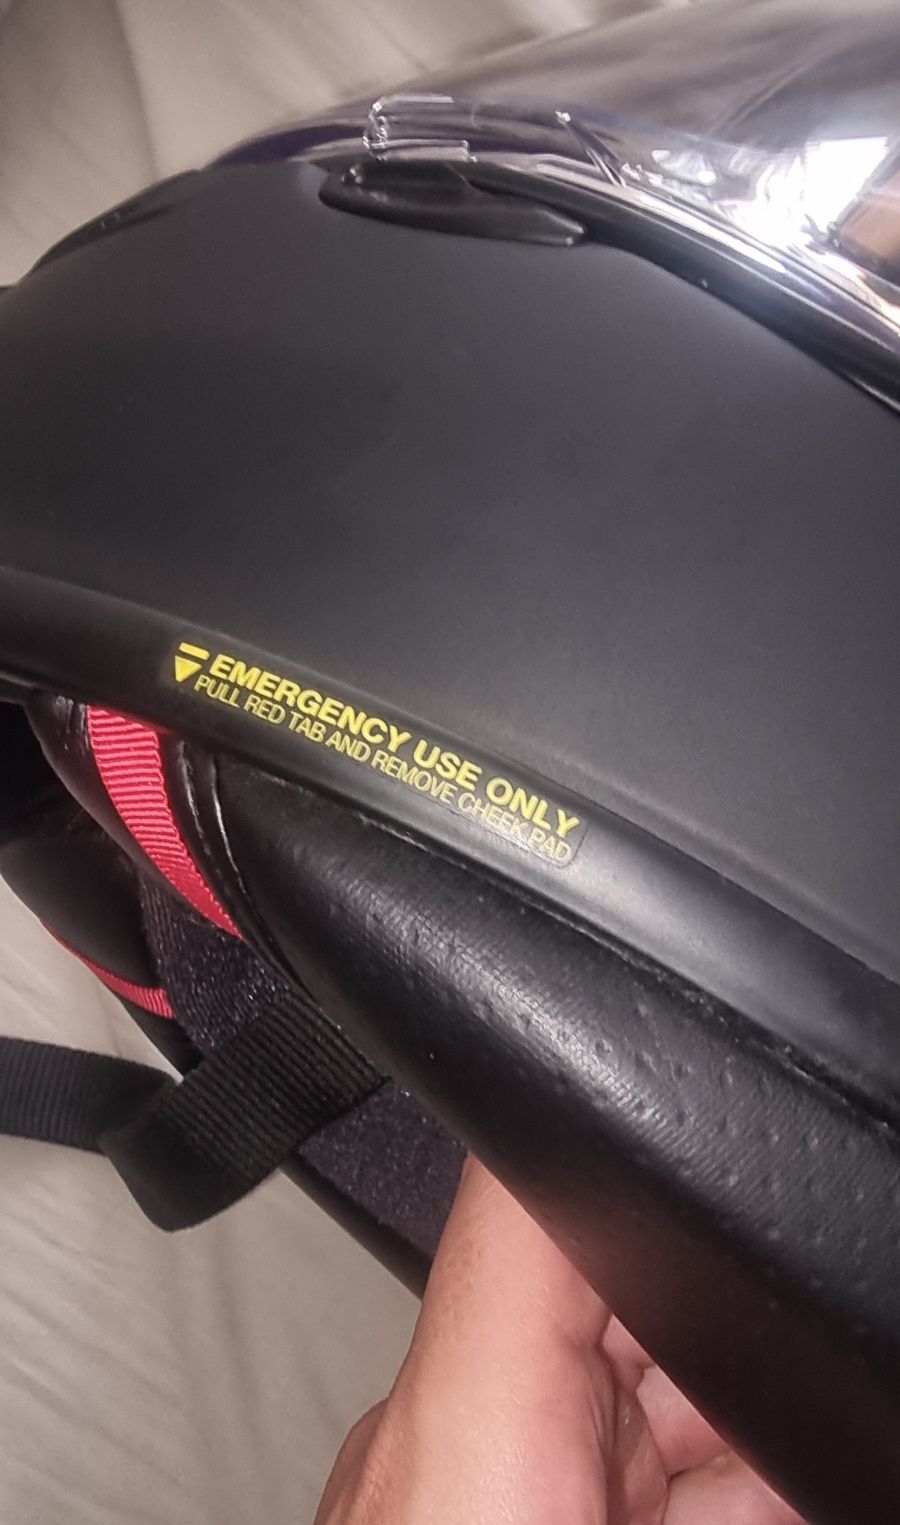 EMERGENCY USE ONLY
PULL RED TAB AND REMOVE CHEEK PAD